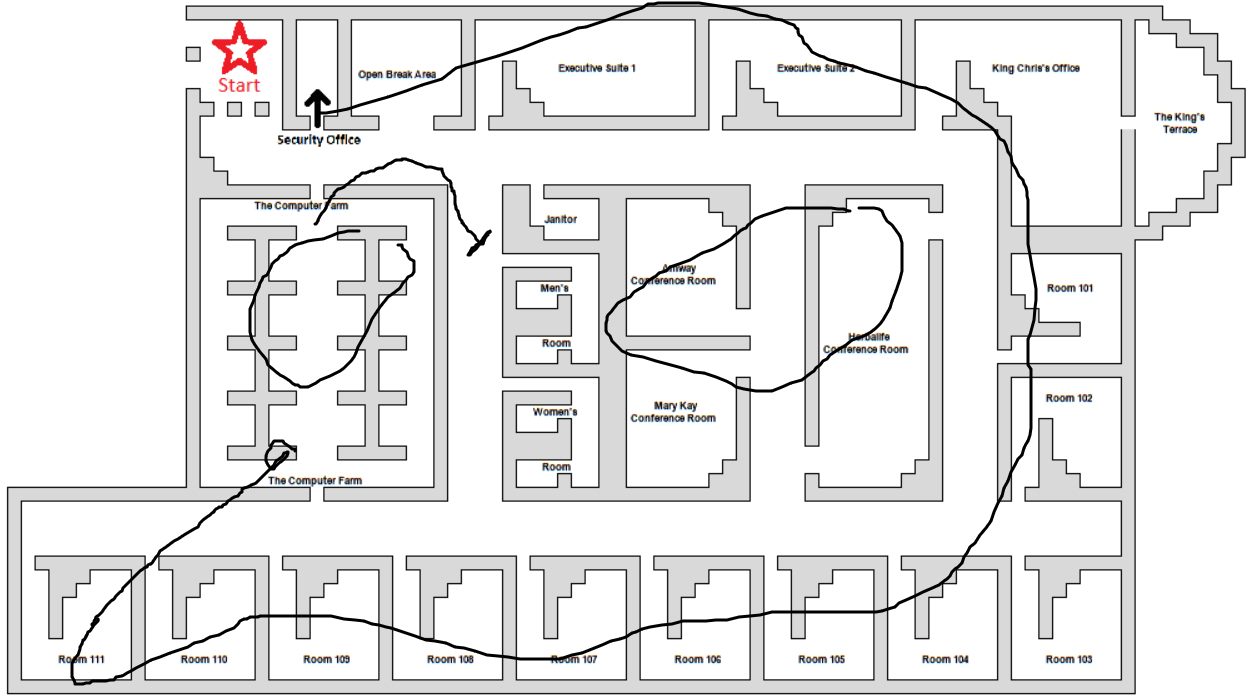 Start
Open Break Area
Executive Suite 1
Executive Suite 2
King Chris's Office
The King's
Terrace
Security Office
The Computer Farm
Janitor
Amway
Conference Room
Men's
Room
Room 101
Herbalife
Conference Room
Women's
Room
Mary Kay
Conference Room
Room 102
The Computer Farm
Room 111
Room 110
Room 109
Room 108
Room 107
Room 106
Room 105
Room 104
Room 103